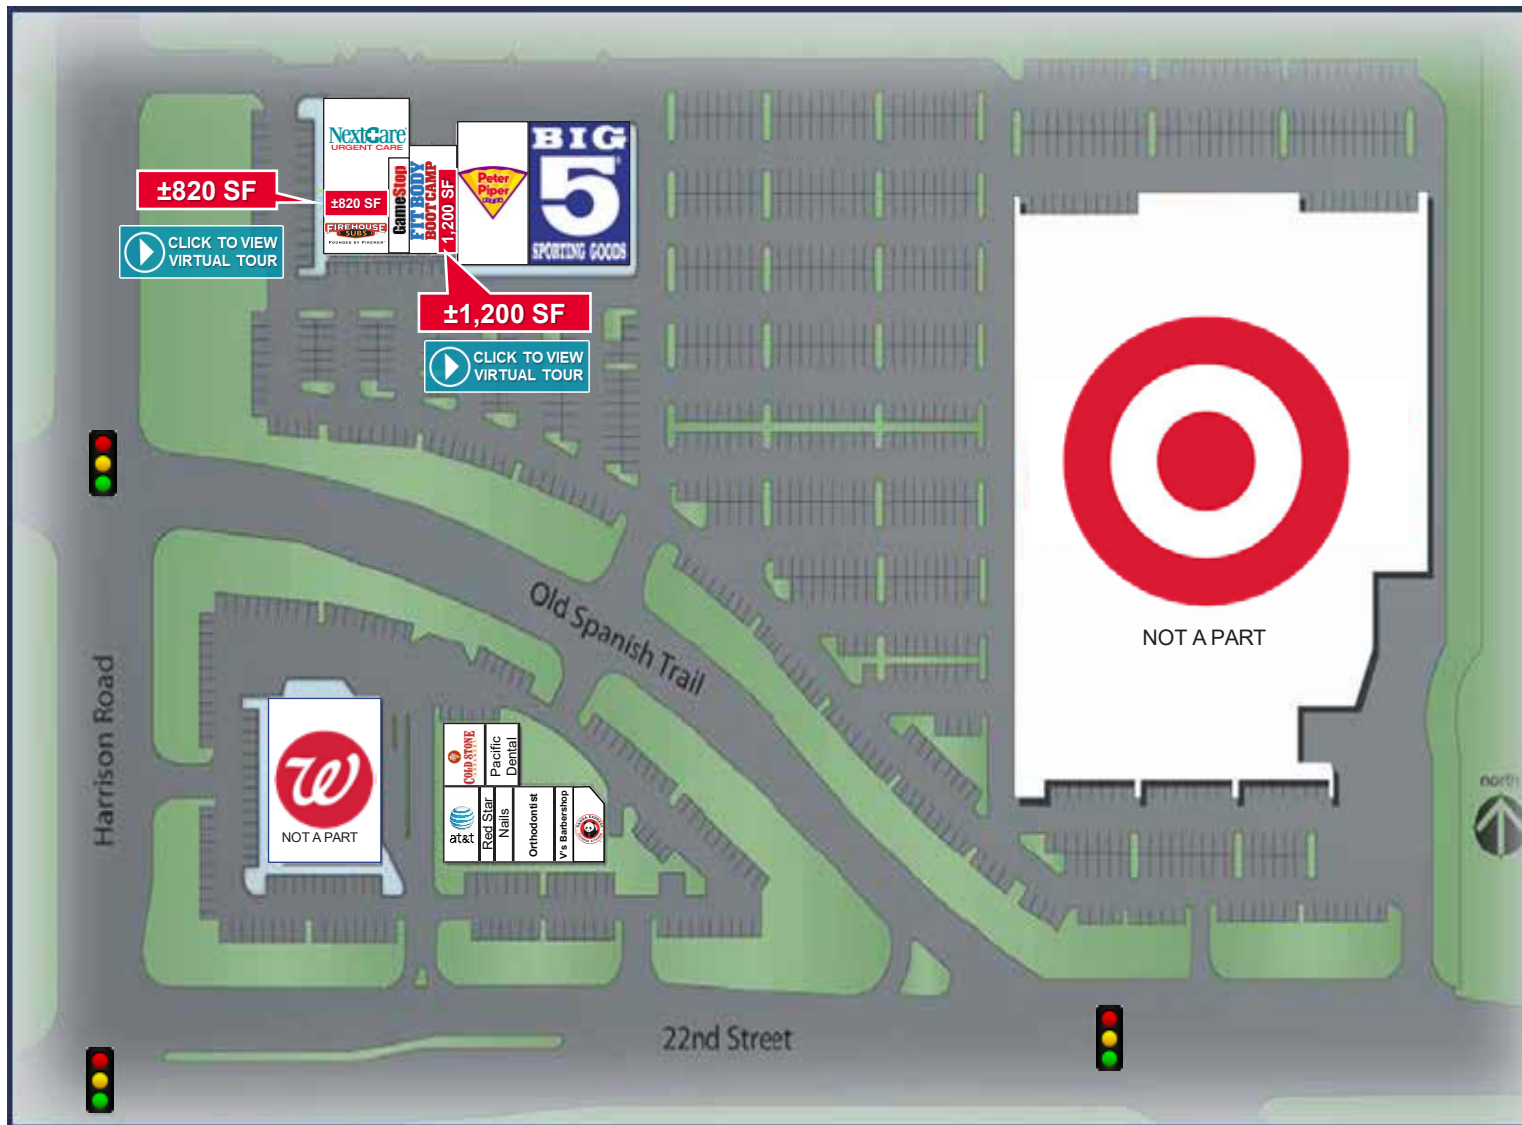 NextCare
URGENT CARE
±820 SF
±820 SF
FIREHOUSE
SUBS
FOUNDED BY FIREMEN
GameStop
FIT BODY
BOOT CAMP
1,200 SF
Peter
Piper
BIG
5
SPORTING GOODS
CLICK TO VIEW
VIRTUAL TOUR
±1,200 SF
CLICK TO VIEW
VIRTUAL TOUR
NOT A PART
Old Spanish Trail
Harrison Road
W
NOT A PART
COLD STONE
Pacific
Dental
at&t
Red Star
Nails
Orthodontist
V's Barbershop
north
22nd Street